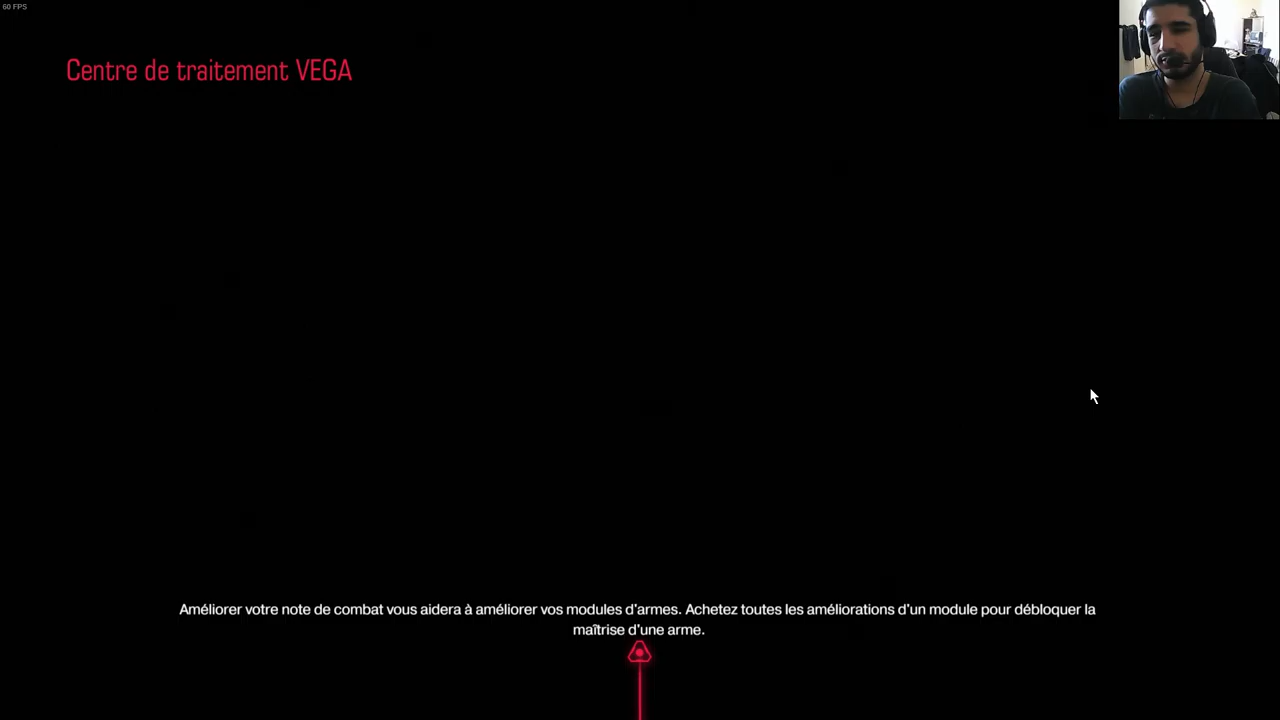 60 FPS
Centre de traitement VEGA
Améliorer votre note de combat vous aidera à améliorer vos modules d'armes. Achetez toutes les améliorations d'un module pour débloquer la
maîtrise d'une arme.